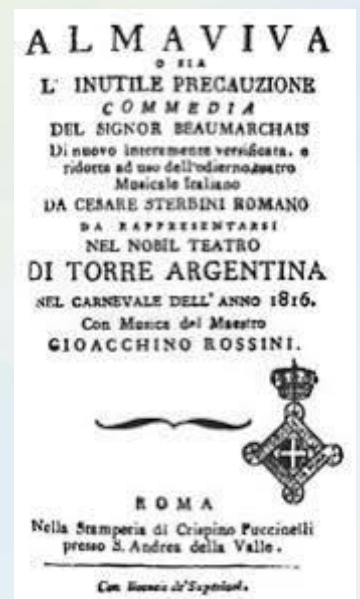 ALMAVIVA
O SIA
L' INUTILE PRECAUZIONE
COMMEDIA
DEL SIGNOR BEAUMARCHAIS
Di nuovo interamente versificata, e
ridotta ad uso dell'odierno teatro
Musicale Italiano
DA CESARE STERBINI ROMANO
DA RAPPRESENTARSI
NEL NOBIL TEATRO
DI TORRE ARGENTINA
NEL CARNEVALE DELL' ANNO 1816.
Con Musica del Maestro
GIOACCHINO ROSSINI.
ROMA
Nella Stamperia di Crispino Puccinelli
presso S. Andrea della Valle.
Con licenza de' Superiori.